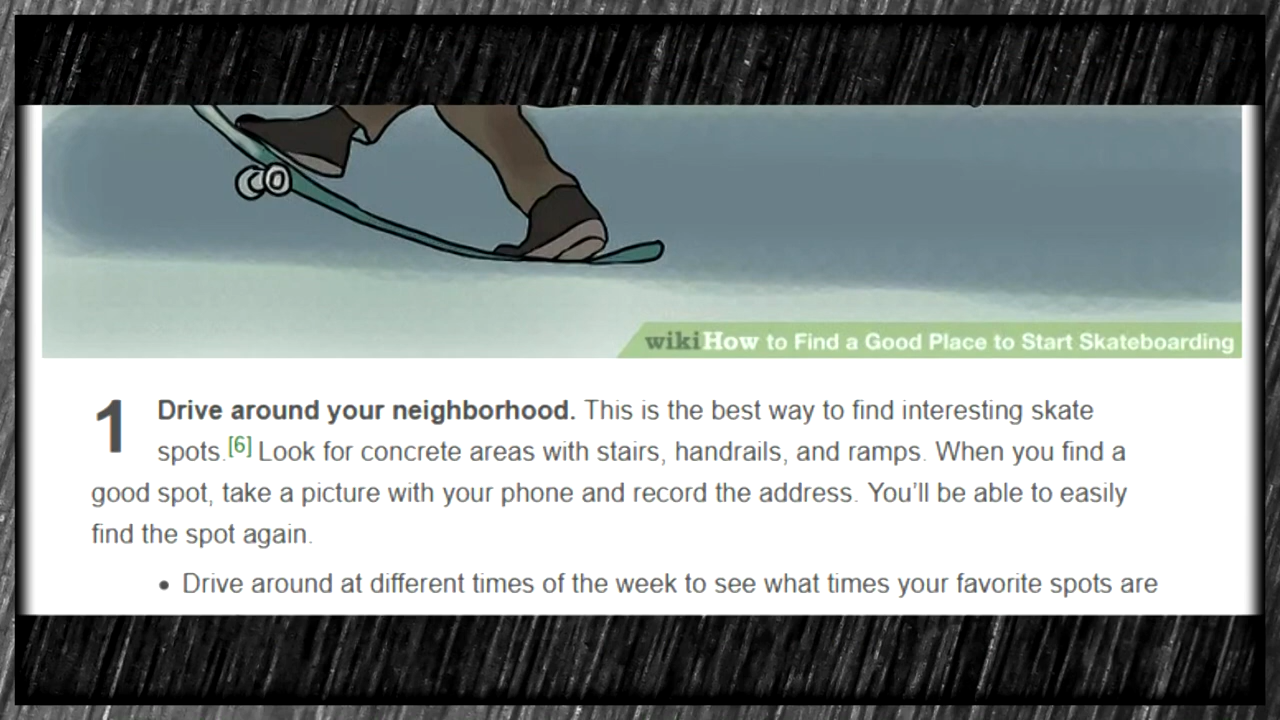 wikiHow to Find a Good Place to Start Skateboarding
1 Drive around your neighborhood. This is the best way to find interesting skate
spots.[6] Look for concrete areas with stairs, handrails, and ramps. When you find a
good spot, take a picture with your phone and record the address. You’ll be able to easily
find the spot again.
• Drive around at different times of the week to see what times your favorite spots are